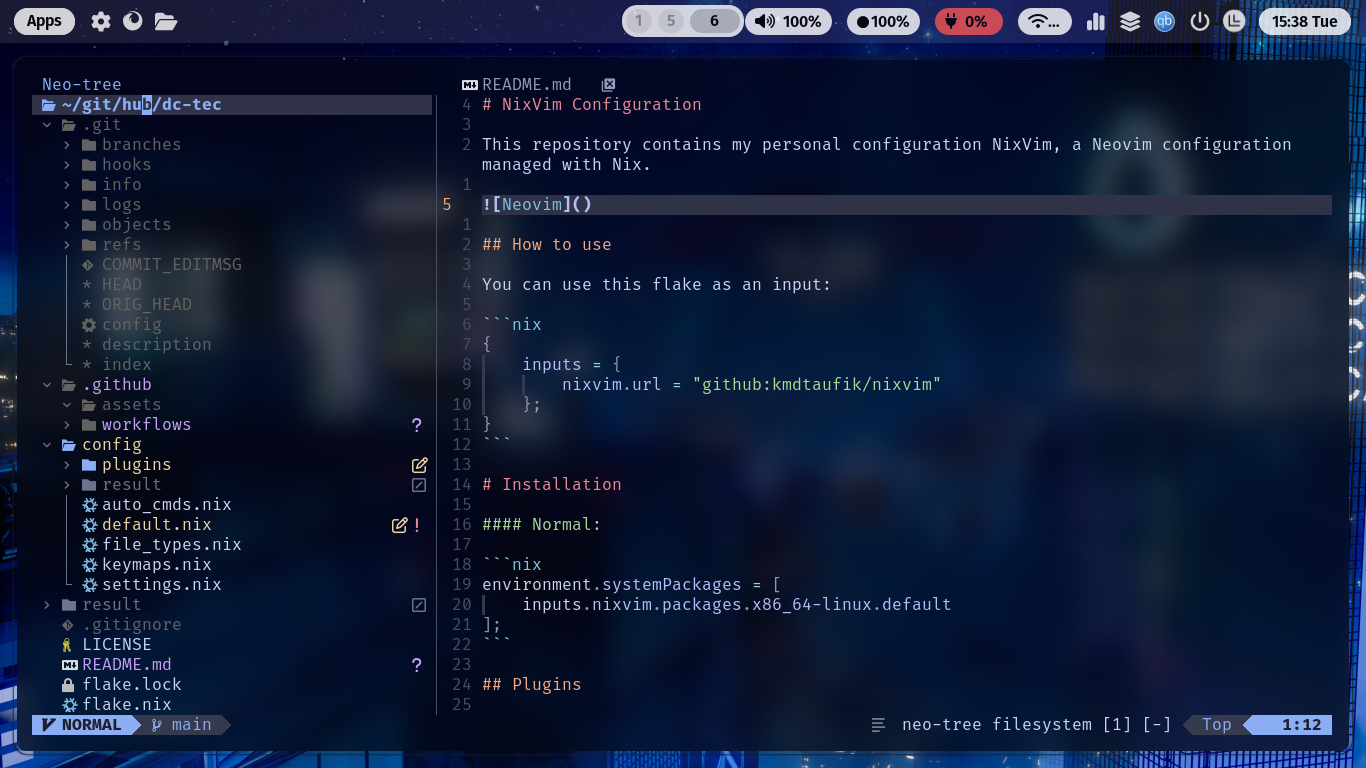 Apps
1 5 6
100%
100%
0%
...
qb
15:38 Tue
Neo-tree
~/git/hub/dc-tec
.git
branches
hooks
info
logs
objects
refs
COMMIT_EDITMSG
* HEAD
* ORIG_HEAD
config
* description
* index
.github
assets
workflows ?
config
plugins
result
auto_cmds.nix
default.nix !
file_types.nix
keymaps.nix
settings.nix
result
.gitignore
LICENSE
README.md ?
flake.lock
flake.nix
NORMAL main
README.md
4 # NixVim Configuration
3
2 This repository contains my personal configuration NixVim, a Neovim configuration
managed with Nix.
1
5 ![Neovim]()
1
2 ## How to use
3
4 You can use this flake as an input:
5
6 ```nix
7 {
8 inputs = {
9 nixvim.url = "github:kmdtaufik/nixvim"
10 };
11 }
12 ```
13
14 # Installation
15
16 #### Normal:
17
18 ```nix
19 environment.systemPackages = [
20 inputs.nixvim.packages.x86_64-linux.default
21 ];
22 ```
23
24 ## Plugins
25
neo-tree filesystem [1] [-] Top 1:12